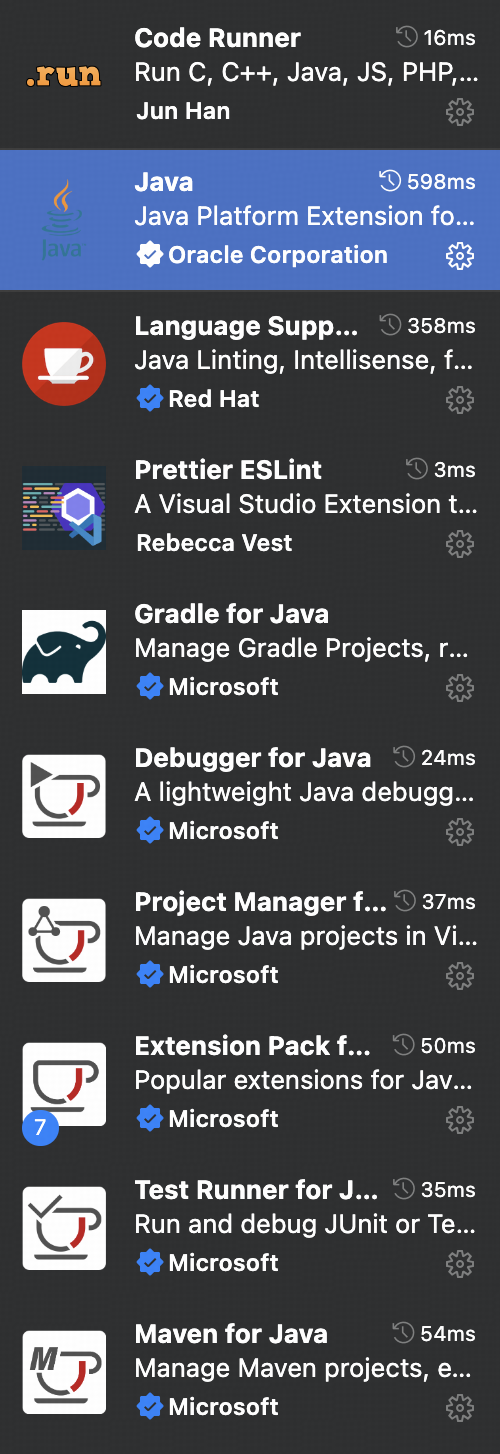 Code Runner 16ms
.run
Run C, C++, Java, JS, PHP,...
Jun Han
Java 598ms
Java
Java Platform Extension fo...
Oracle Corporation
Language Supp... 358ms
Java Linting, Intellisense, f...
Red Hat
Prettier ESLint 3ms
A Visual Studio Extension t...
Rebecca Vest
Gradle for Java
Manage Gradle Projects, r...
Microsoft
Debugger for Java 24ms
A lightweight Java debugg...
Microsoft
Project Manager f... 37ms
Manage Java projects in Vi...
Microsoft
Extension Pack f... 50ms
Popular extensions for Jav...
7 Microsoft
Test Runner for J... 35ms
Run and debug JUnit or Te...
Microsoft
Maven for Java 54ms
M
Manage Maven projects, e...
Microsoft